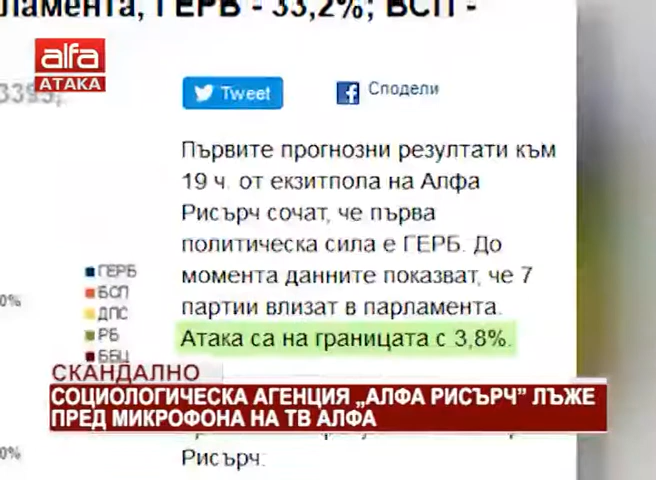 ламента, ГЕРБ - 33,2%; БСП -
alfa
АТАКА
3395,
Tweet
Сподели
Първите прогнозни резултати към
19 ч. от екзитпола на Алфа
Рисърч сочат, че първа
политическа сила е ГЕРБ. До
момента данните показват, че 7
партии влизат в парламента.
Атака са на границата с 3,8%.
ГЕРБ
БСП
ДПС
РБ
ББЦ
0%
СКАНДАЛНО
СОЦИОЛОГИЧЕСКА АГЕНЦИЯ „АЛФА РИСЪРЧ” ЛЪЖЕ
ПРЕД МИКРОФОНА НА ТВ АЛФА
0%
Рисърч: